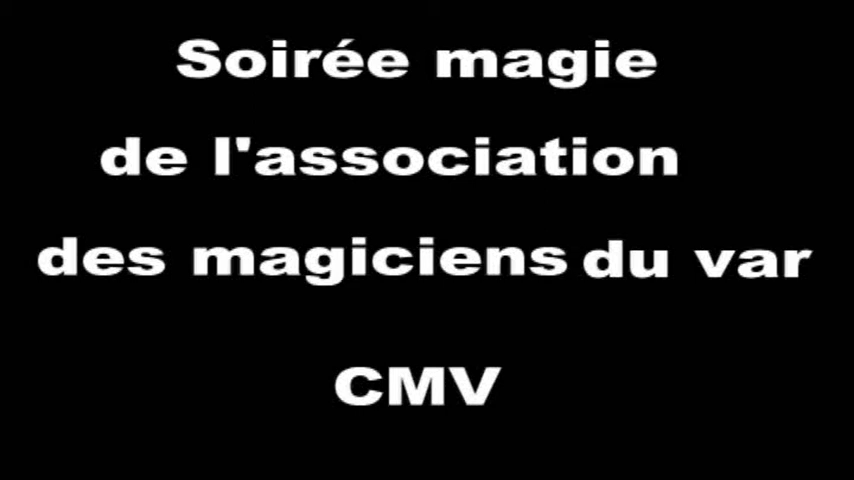 Soirée magie
de l'association
des magiciens du var
CMV